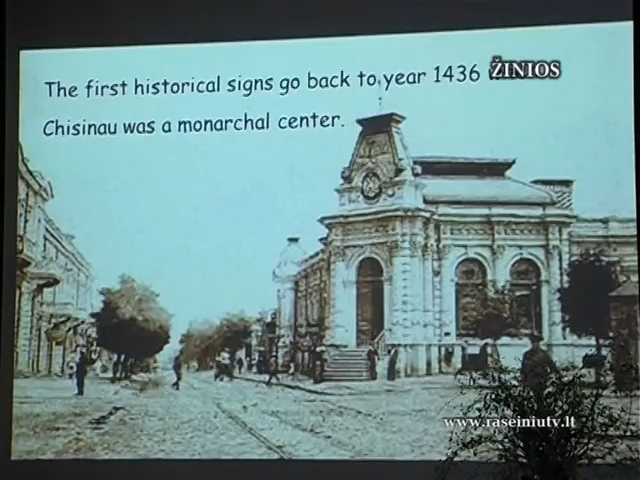 The first historical signs go back to year 1436
ŽINIOS
Chisinau was a monarchal center.
www.raseiniutv.lt